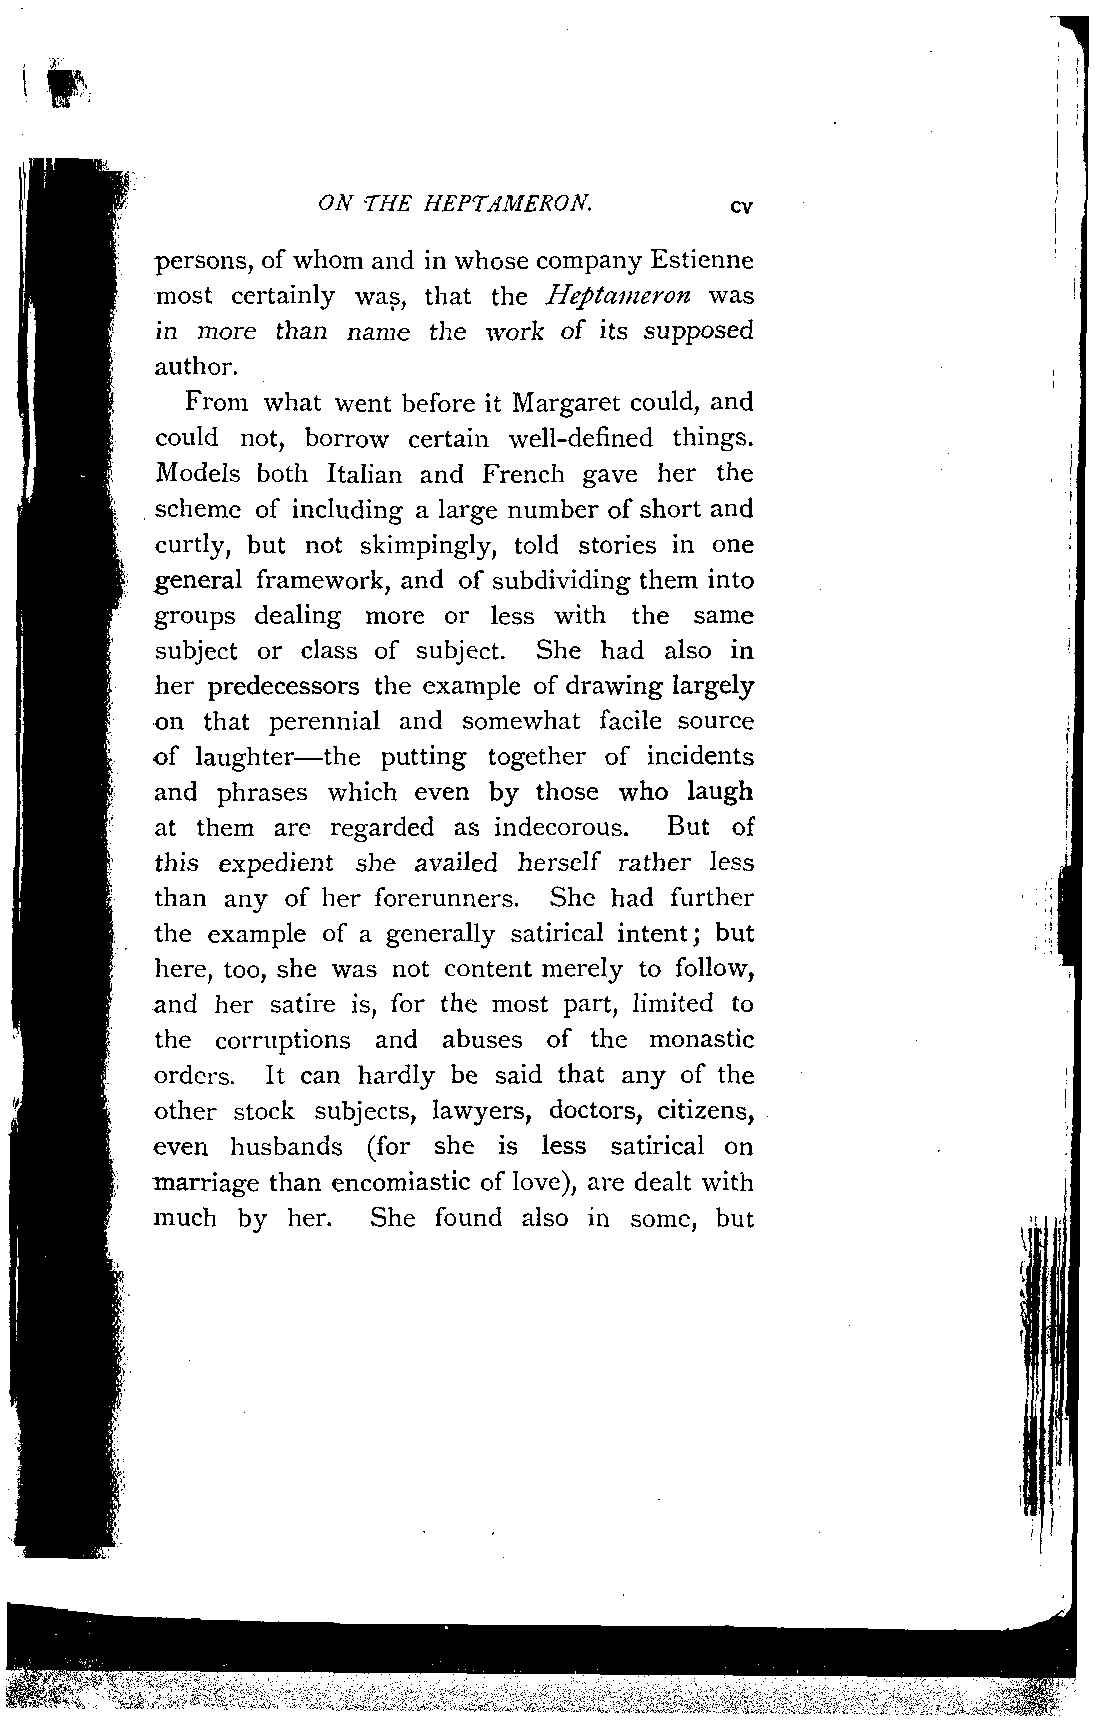 ON THE HEPTAMERON. cv
persons, of whom and in whose company Estienne
most certainly was, that the Heptameron was
in more than name the work of its supposed
author.
From what went before it Margaret could, and
could not, borrow certain well-defined things.
Models both Italian and French gave her the
scheme of including a large number of short and
curtly, but not skimpingly, told stories in one
general framework, and of subdividing them into
groups dealing more or less with the same
subject or class of subject. She had also in
her predecessors the example of drawing largely
on that perennial and somewhat facile source
of laughter—the putting together of incidents
and phrases which even by those who laugh
at them are regarded as indecorous. But of
this expedient she availed herself rather less
than any of her forerunners. She had further
the example of a generally satirical intent; but
here, too, she was not content merely to follow,
and her satire is, for the most part, limited to
the corruptions and abuses of the monastic
orders. It can hardly be said that any of the
other stock subjects, lawyers, doctors, citizens,
even husbands (for she is less satirical on
marriage than encomiastic of love), are dealt with
much by her. She found also in some, but